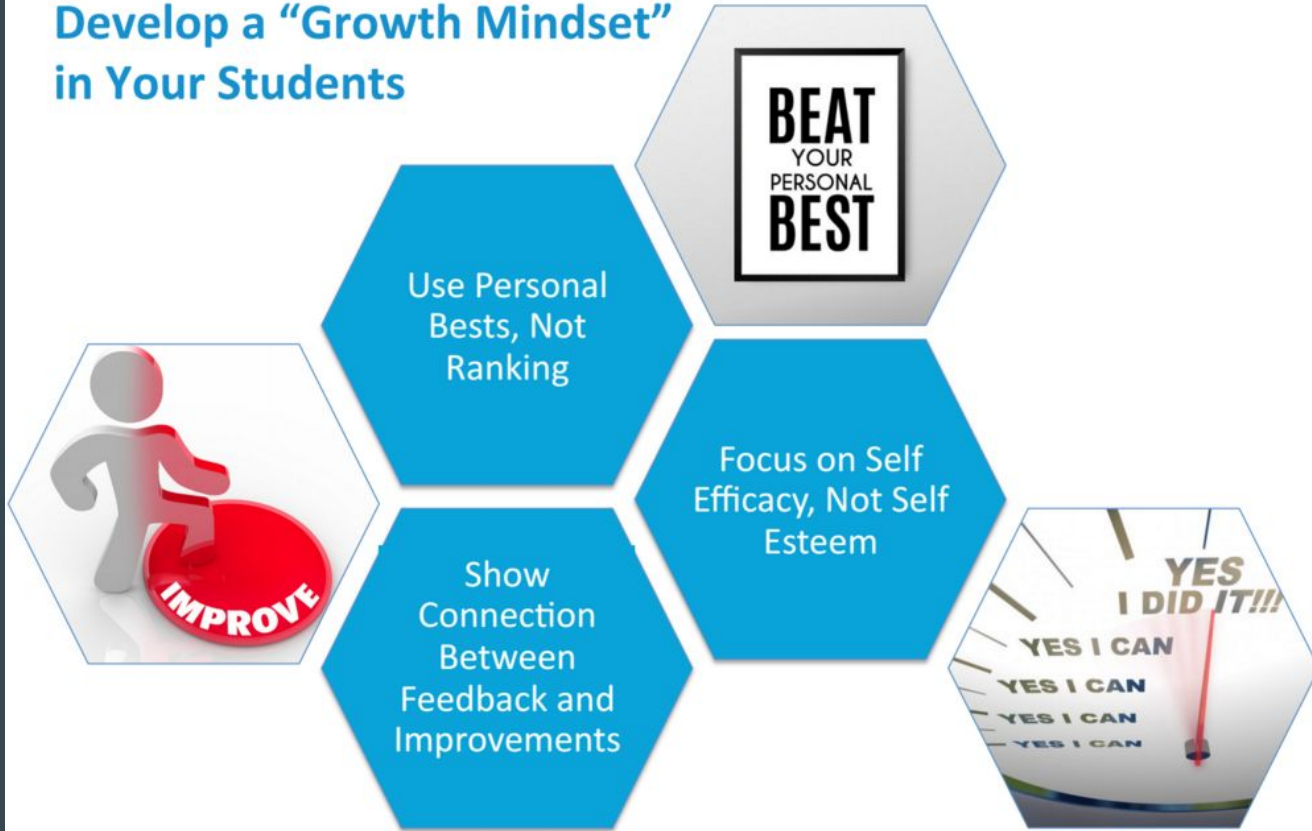 Develop a “Growth Mindset”
in Your Students
BEAT
YOUR
PERSONAL
BEST
Use Personal
Bests, Not
Ranking
Focus on Self
Efficacy, Not Self
Esteem
IMPROVE
Show
Connection
Between
Feedback and
Improvements
YES
I DID IT!!!
YES I CAN
YES I CAN
YES I CAN
YES I CAN